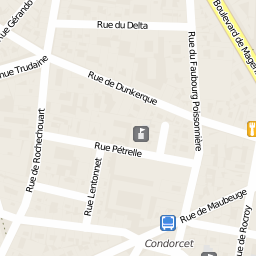 Rue du Delta
Boulevard de Magen
Rue Gérando
nue Trudaine
Rue de Dunkerque
Rue du Faubourg Poissonnière
Rue de Rochechouart
Rue Pétrelle
Rue Lentonnet
Rue de Maubeuge
Rue de Rocroy
Condorcet